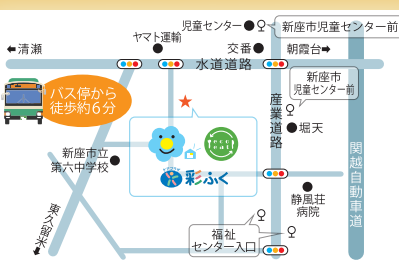 児童センター
新座市児童センター前
ヤマト運輸
交番
朝霞台➡
⬅清瀬
水道道路
バス停から
徒歩約6分
新座市
児童センター前
産業道路
堀天
関越自動車道
新座市立
第六中学校
彩ふく
静風荘
病院
東久留米➡
福祉
センター入口